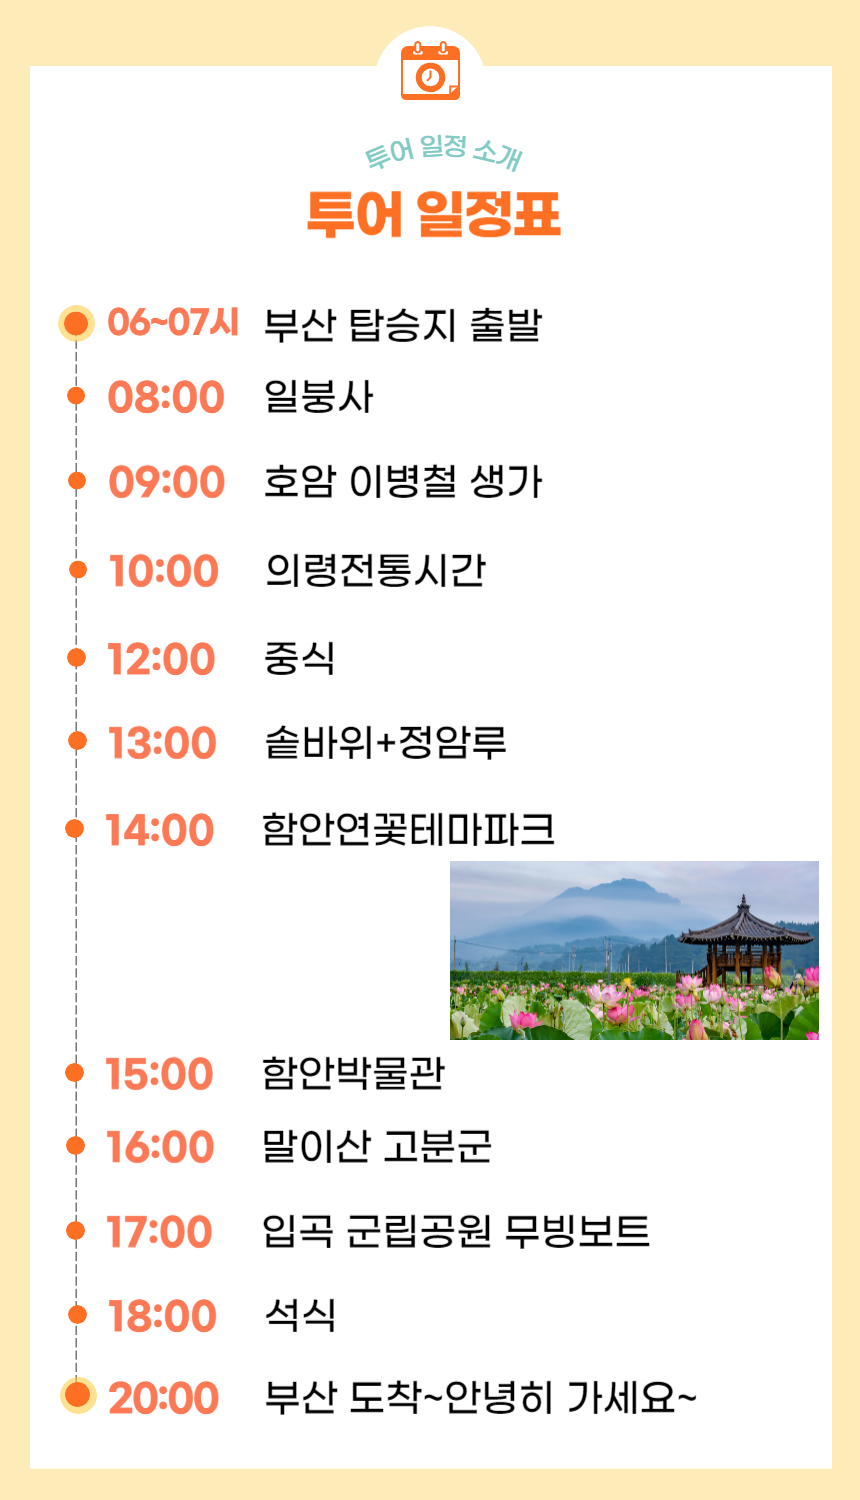 투어 일정 소개
투어 일정표
06~07시 부산 탑승지 출발
08:00 일붕사
09:00 호암 이병철 생가
10:00 의령전통시간
12:00 중식
13:00 솥바위+정암루
14:00 함안연꽃테마파크
15:00 함안박물관
16:00 말이산 고분군
17:00 입곡 군립공원 무빙보트
18:00 석식
20:00 부산 도착~안녕히 가세요~